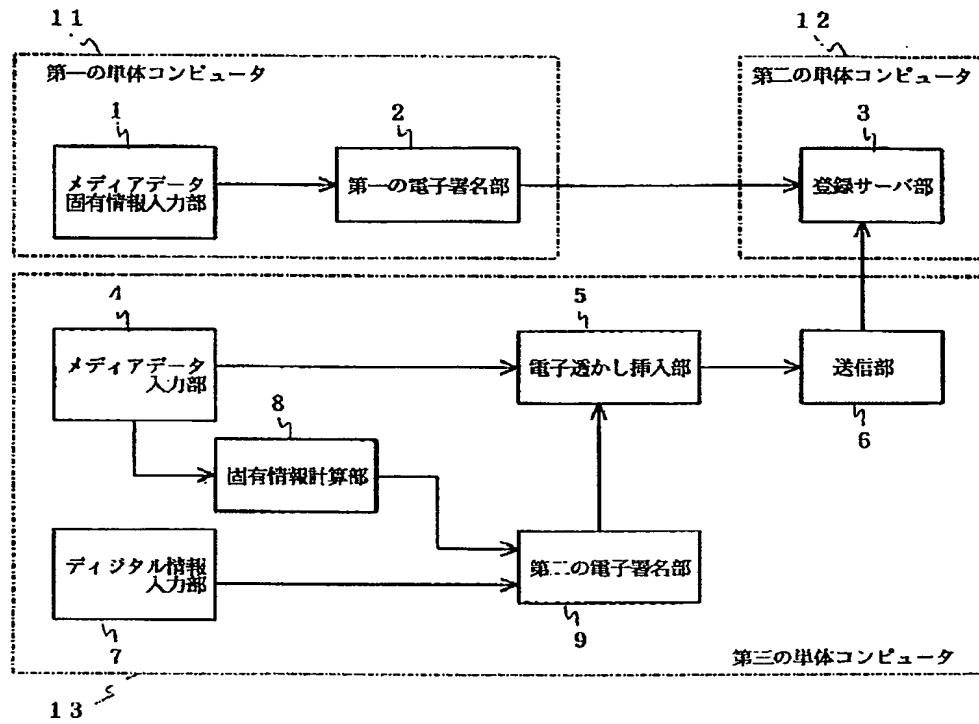 11
12
第一の単体コンピュータ
第二の単体コンピュータ
1
2
3
メディアデータ
固有情報入力部
第一の電子署名部
登録サーバ部
4
5
メディアデータ
入力部
電子透かし挿入部
送信部
8
6
固有情報計算部
ディジタル情報
入力部
第二の電子署名部
7
9
第三の単体コンピュータ
13